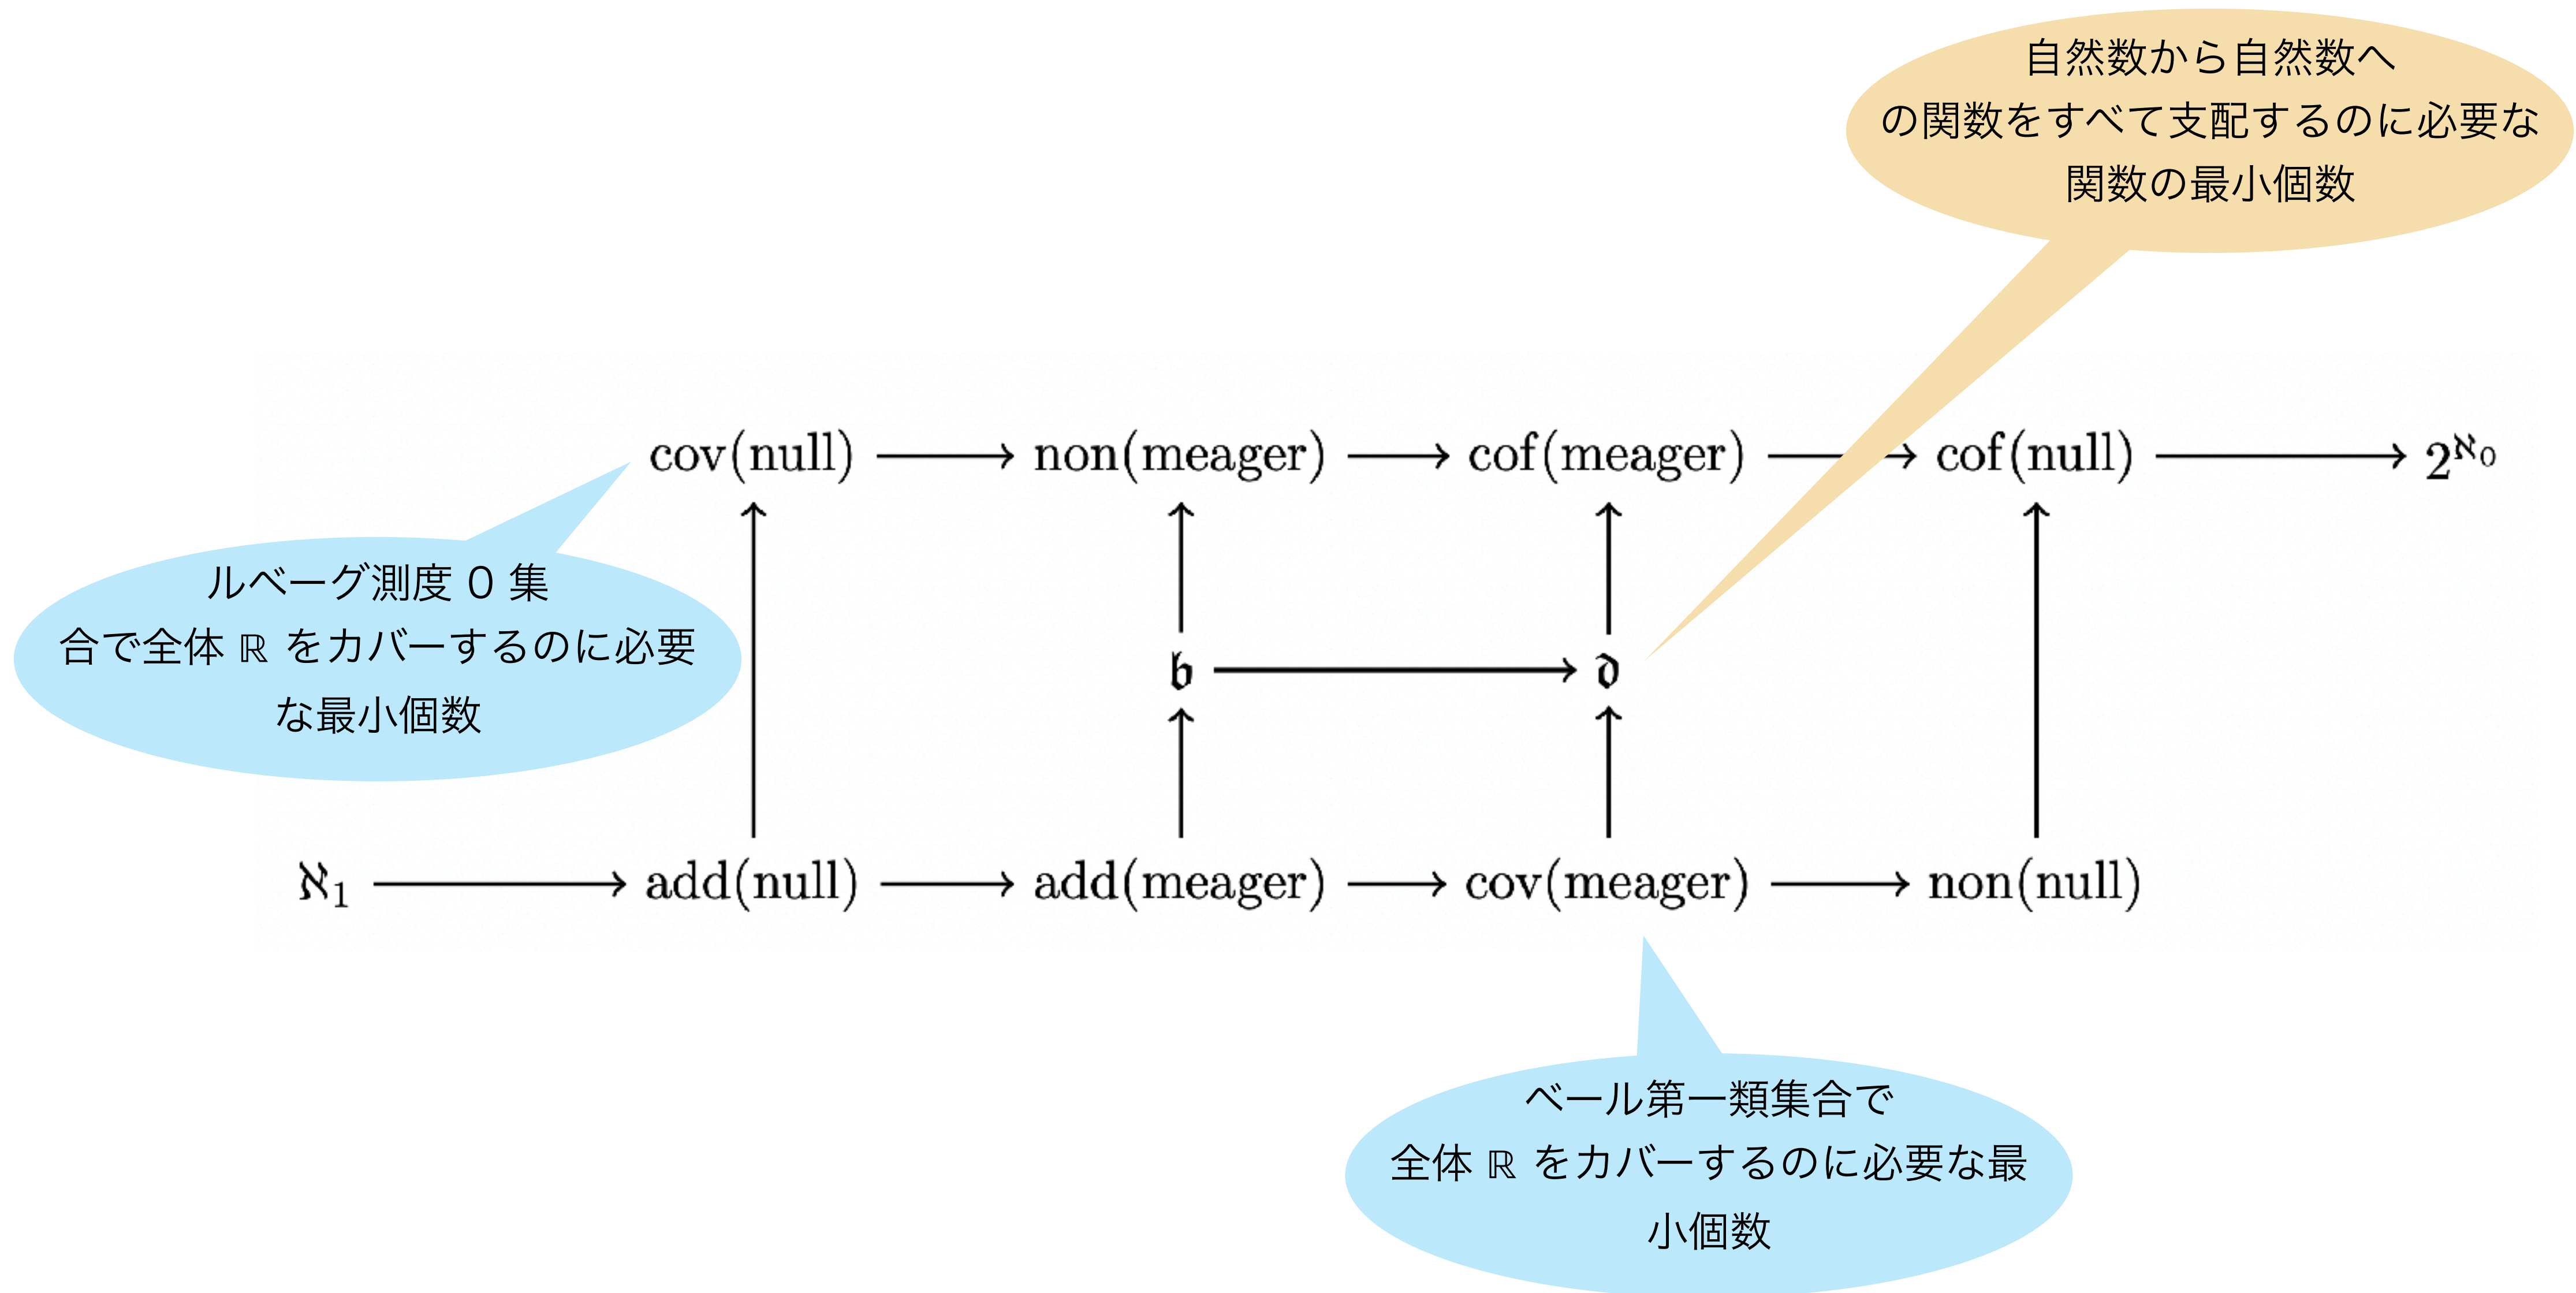 自然数から自然数へ
の関数をすべて支配するのに必要な
関数の最小個数
cov(null) non(meager) cof(meager) cof(null) 2^ℵ₀
ルベーグ測度 0 集
合で全体 ℝ をカバーするのに必要
な最小個数
𝔟 𝔡
ℵ₁ add(null) add(meager) cov(meager) non(null)
ベール第一類集合で
全体 ℝ をカバーするのに必要な最
小個数